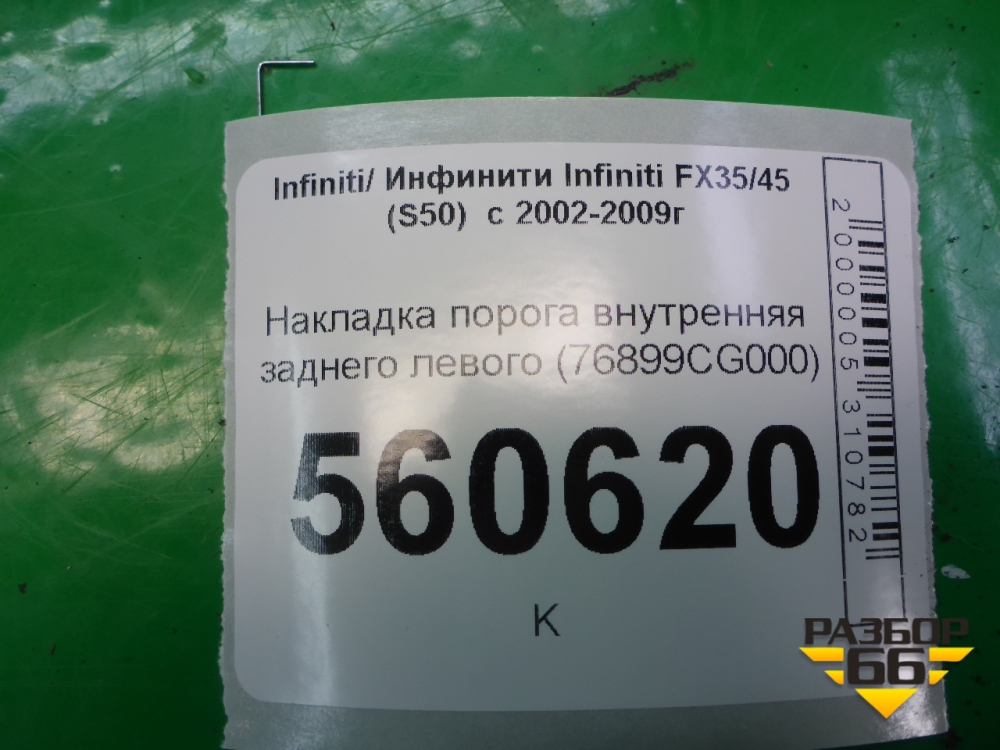 Infiniti/ Инфинити Infiniti FX35/45
(S50) с 2002-2009г
Накладка порога внутренняя
заднего левого (76899CG000)
560620
К
2000005310782
РАЗБОР
66